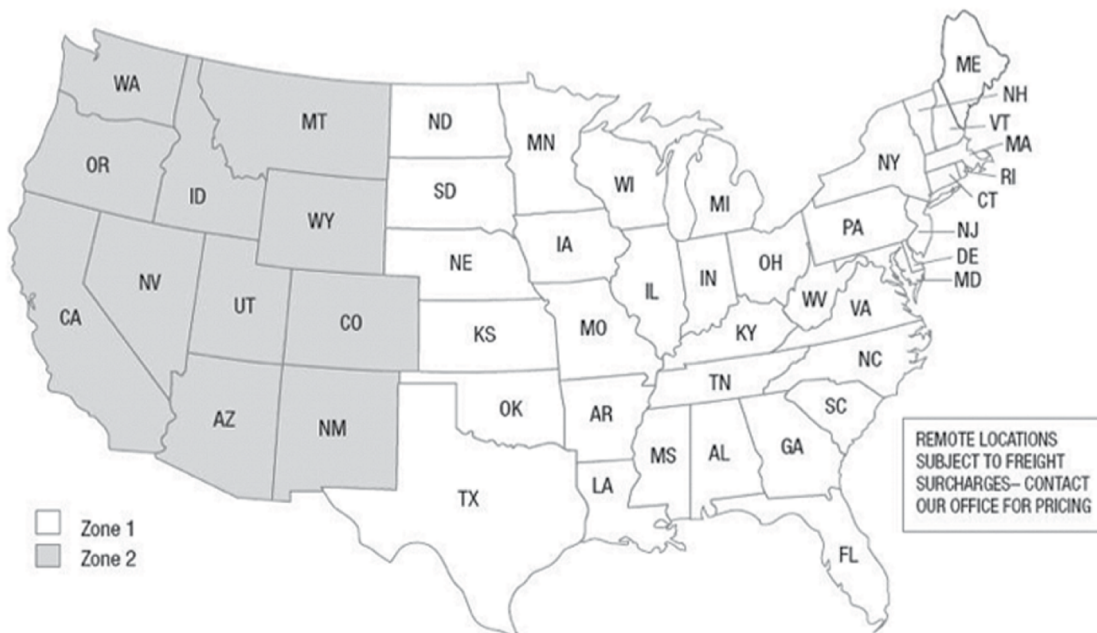 ME
WA
NH
MT
ND
VT
MN
MA
OR
NY
WI
RI
SD
ID
MI
CT
WY
PA
NJ
IA
NE
OH
DE
NV
IN
MD
IL
WV
UT
VA
CA
CO
MO
KS
KY
NC
TN
OK
SC
AZ
AR
NM
GA
MS
AL
REMOTE LOCATIONS
SUBJECT TO FREIGHT
SURCHARGES– CONTACT
OUR OFFICE FOR PRICING
LA
TX
Zone 1
Zone 2
FL